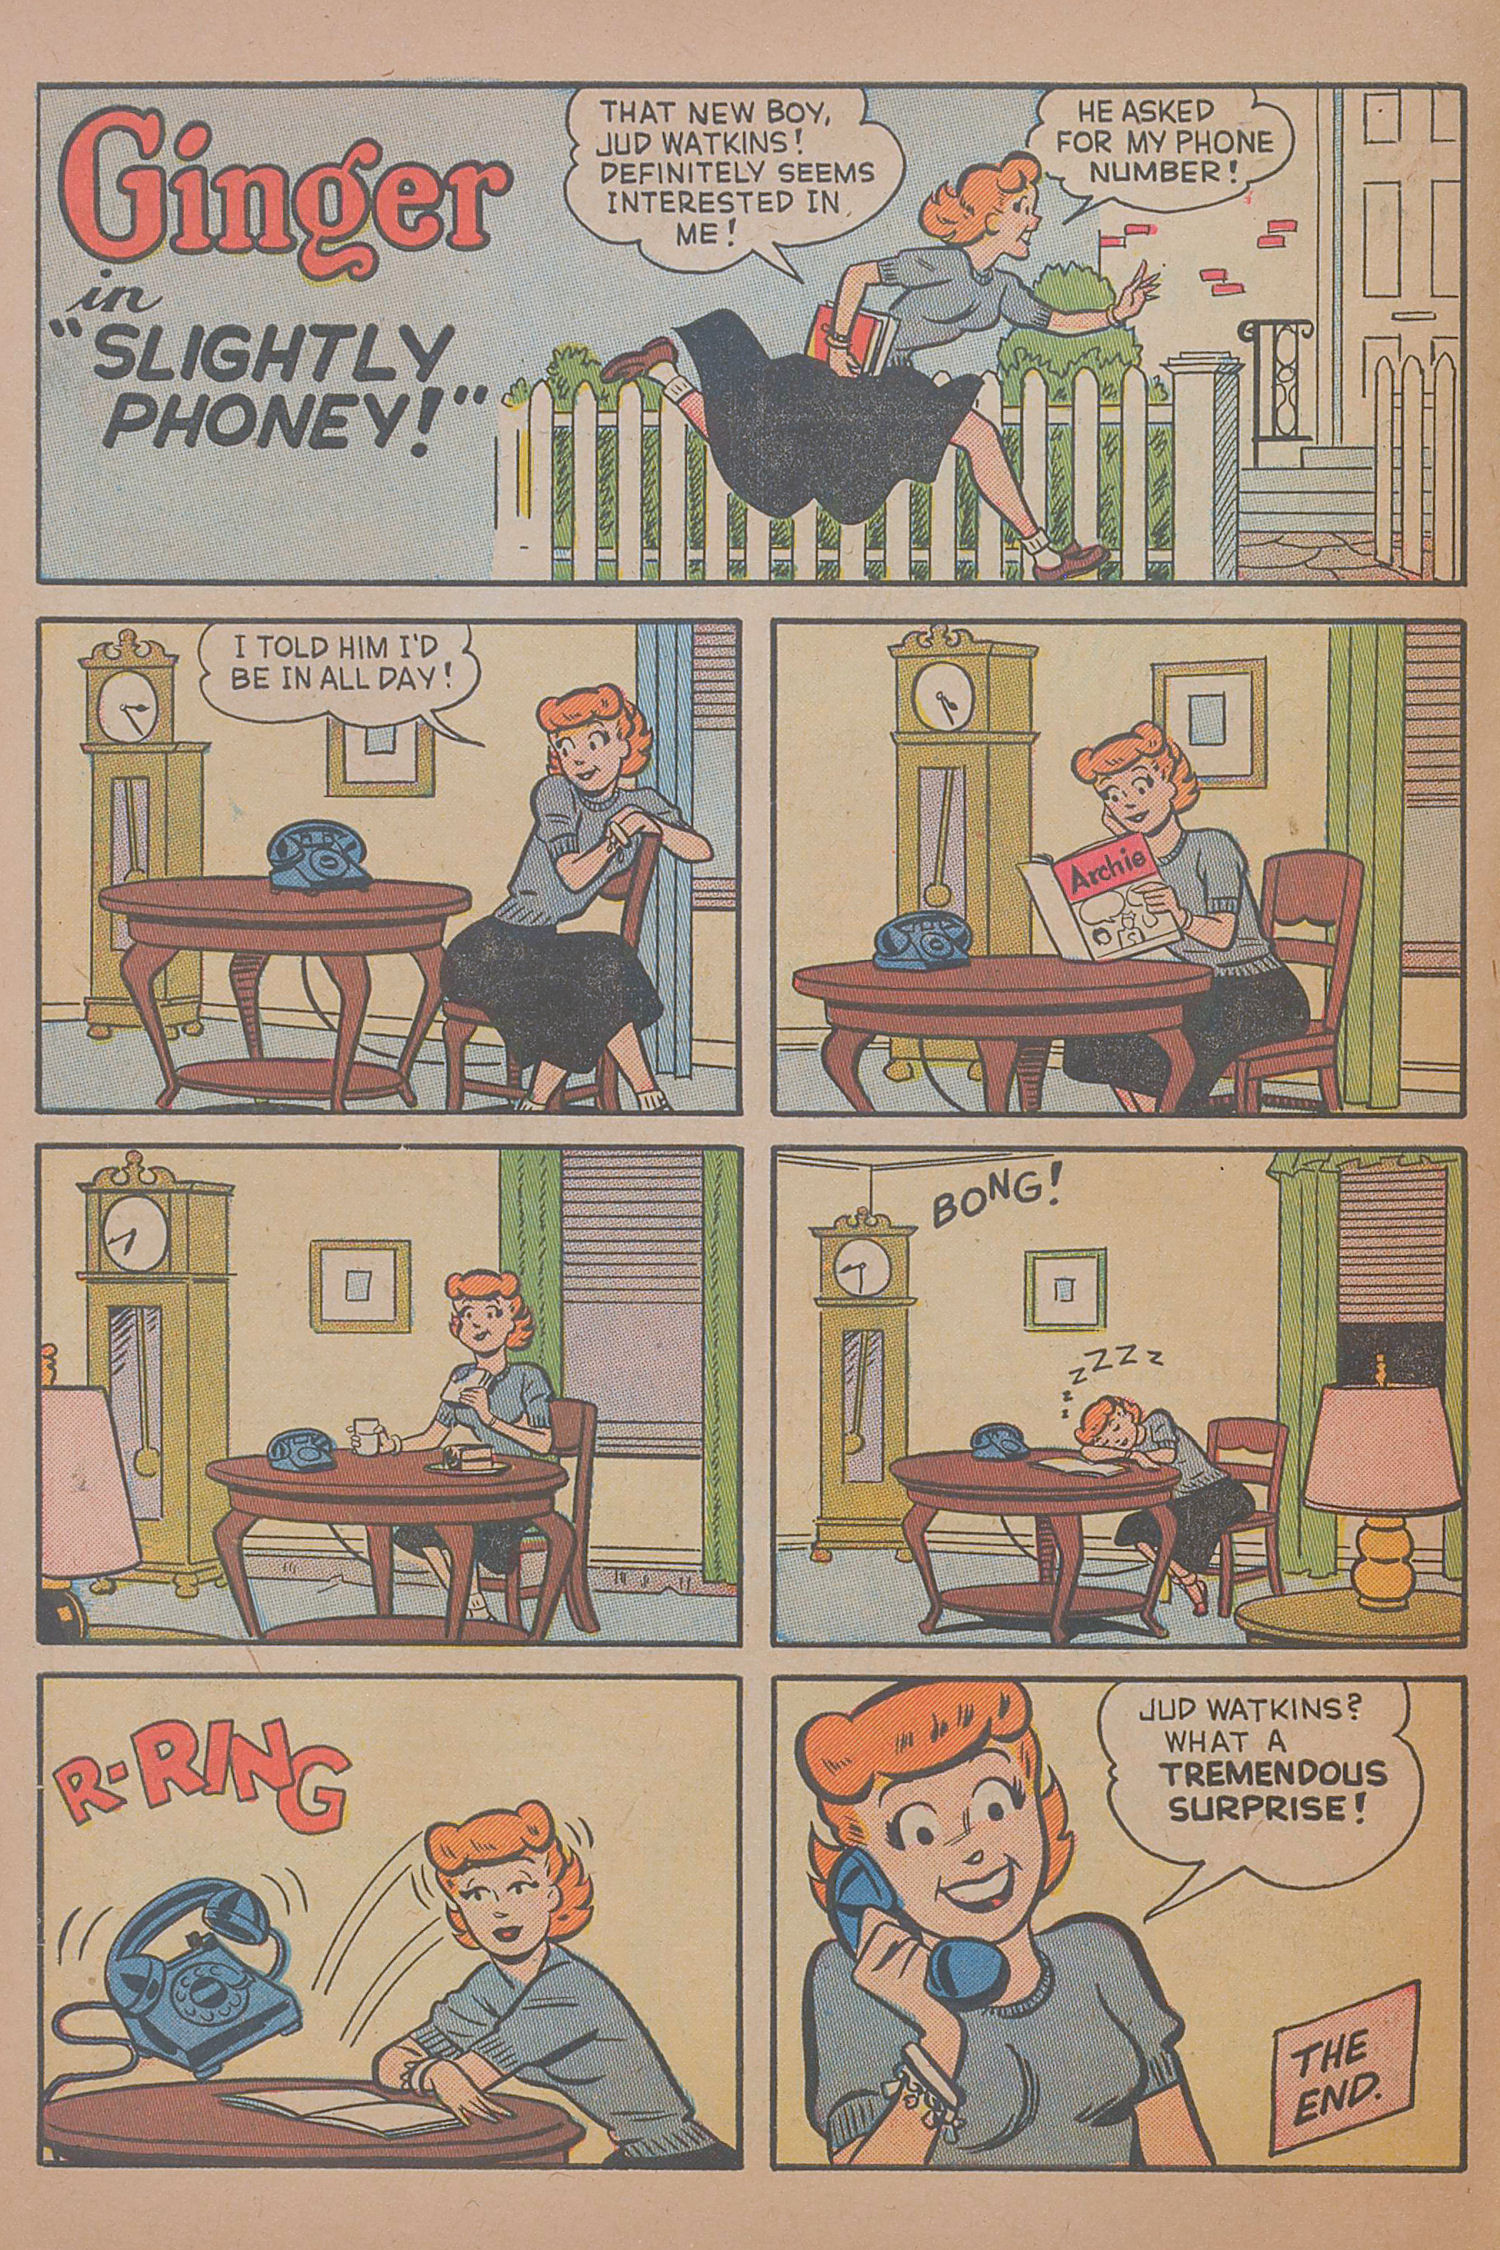 Ginger
in
"SLIGHTLY
PHONEY!"
THAT NEW BOY,
JUD WATKINS!
DEFINITELY SEEMS
INTERESTED IN
ME!
HE ASKED
FOR MY PHONE
NUMBER!
I TOLD HIM I'D
BE IN ALL DAY!
Archie
BONG!
Z Z Z Z Z Z
R-RING
JUD WATKINS?
WHAT A
TREMENDOUS
SURPRISE!
THE
END.